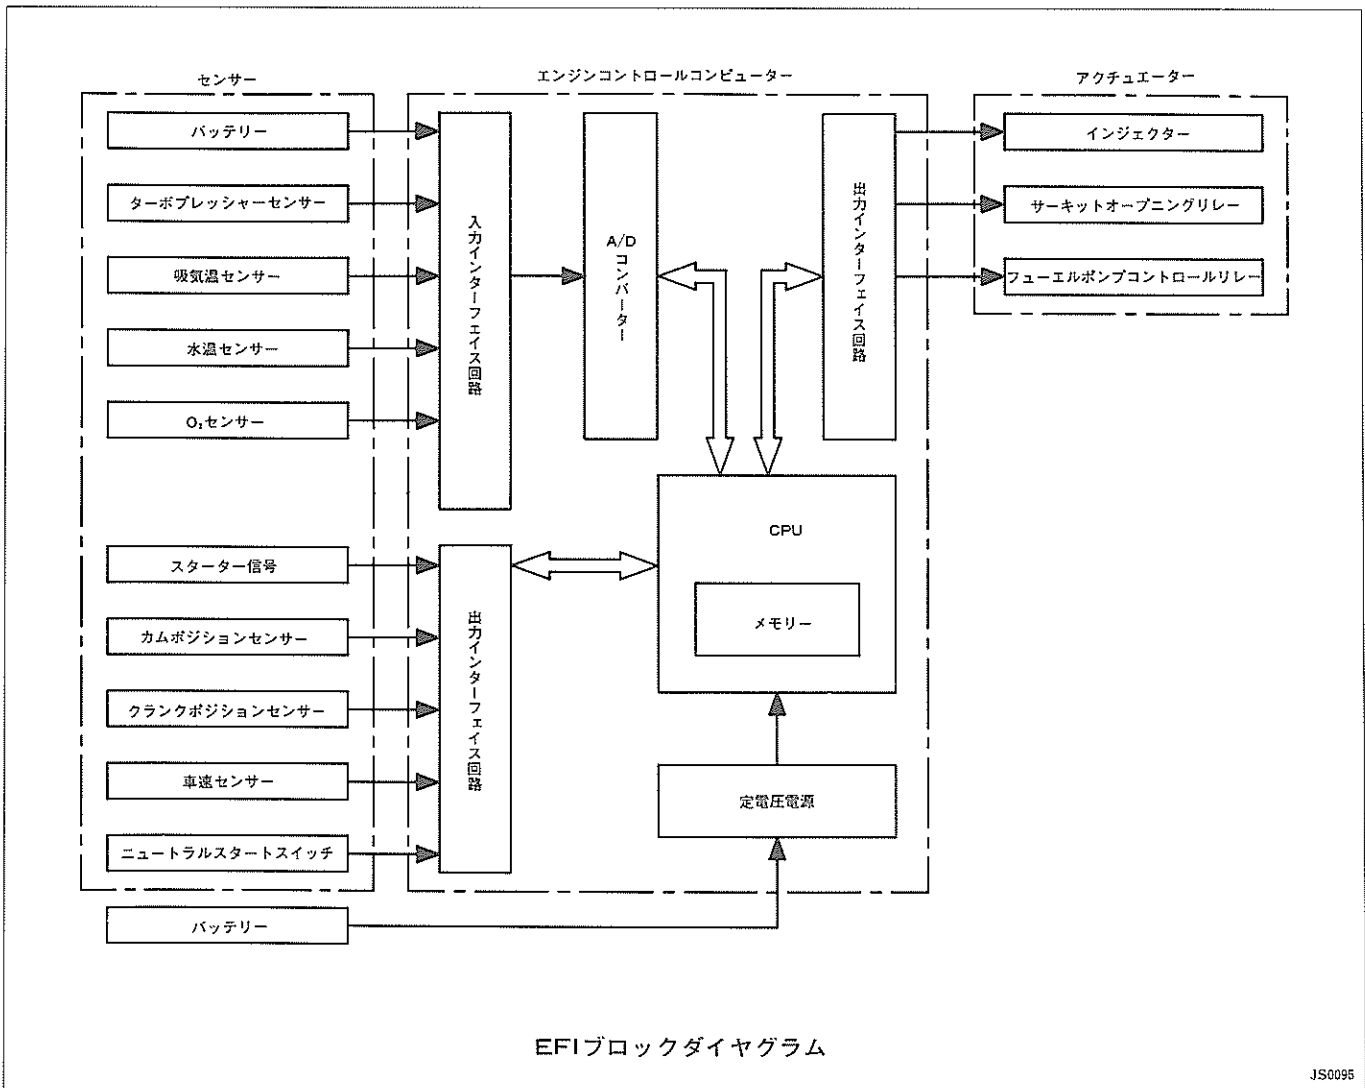 センサー
エンジンコントロールコンピューター
アクチュエーター
バッテリー
ターボプレッシャーセンサー
吸気温センサー
水温センサー
O₂センサー
スターター信号
カムポジションセンサー
クランクポジションセンサー
車速センサー
ニュートラルスタートスイッチ
バッテリー
入力インターフェイス回路
出力インターフェイス回路
A/D
コンバーター
CPU
メモリー
定電圧電源
出力インターフェイス回路
インジェクター
サーキットオープニングリレー
フューエルポンプコントロールリレー
EFIブロックダイヤグラム
JS0095